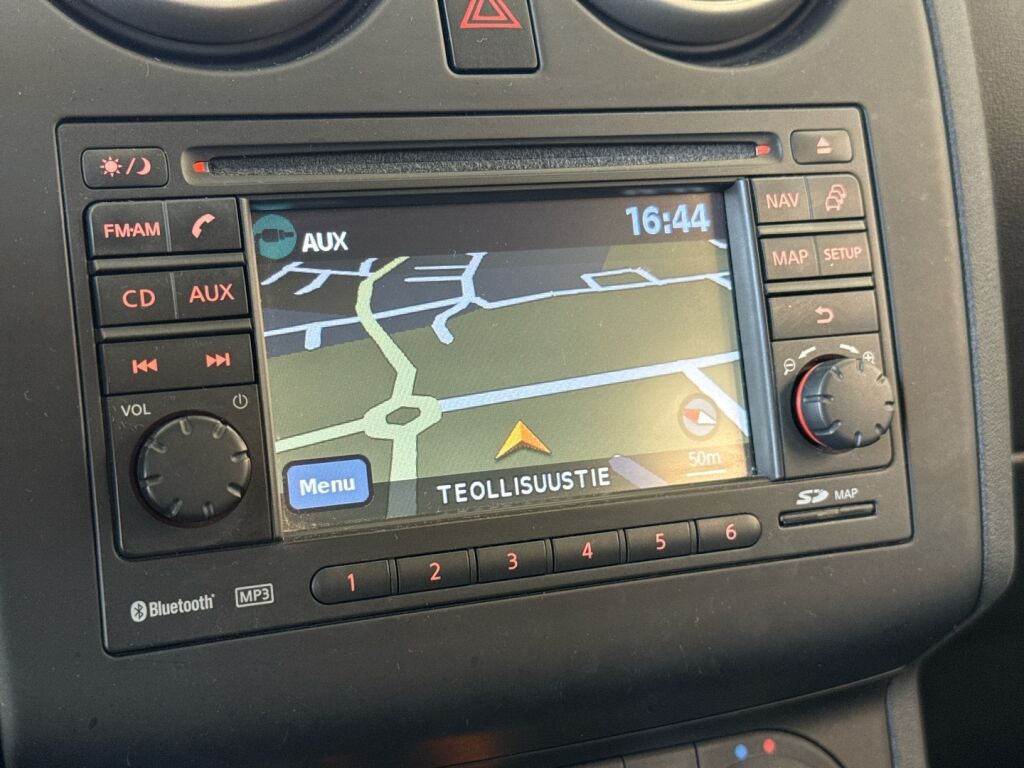 FM·AM
CD
AUX
VOL
AUX
16:44
NAV
MAP
SETUP
Menu
TEOLLISUUSTIE
50m
SD MAP
1 2 3 4 5 6
Bluetooth
MP3